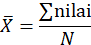 X̄ = ∑nilai / N